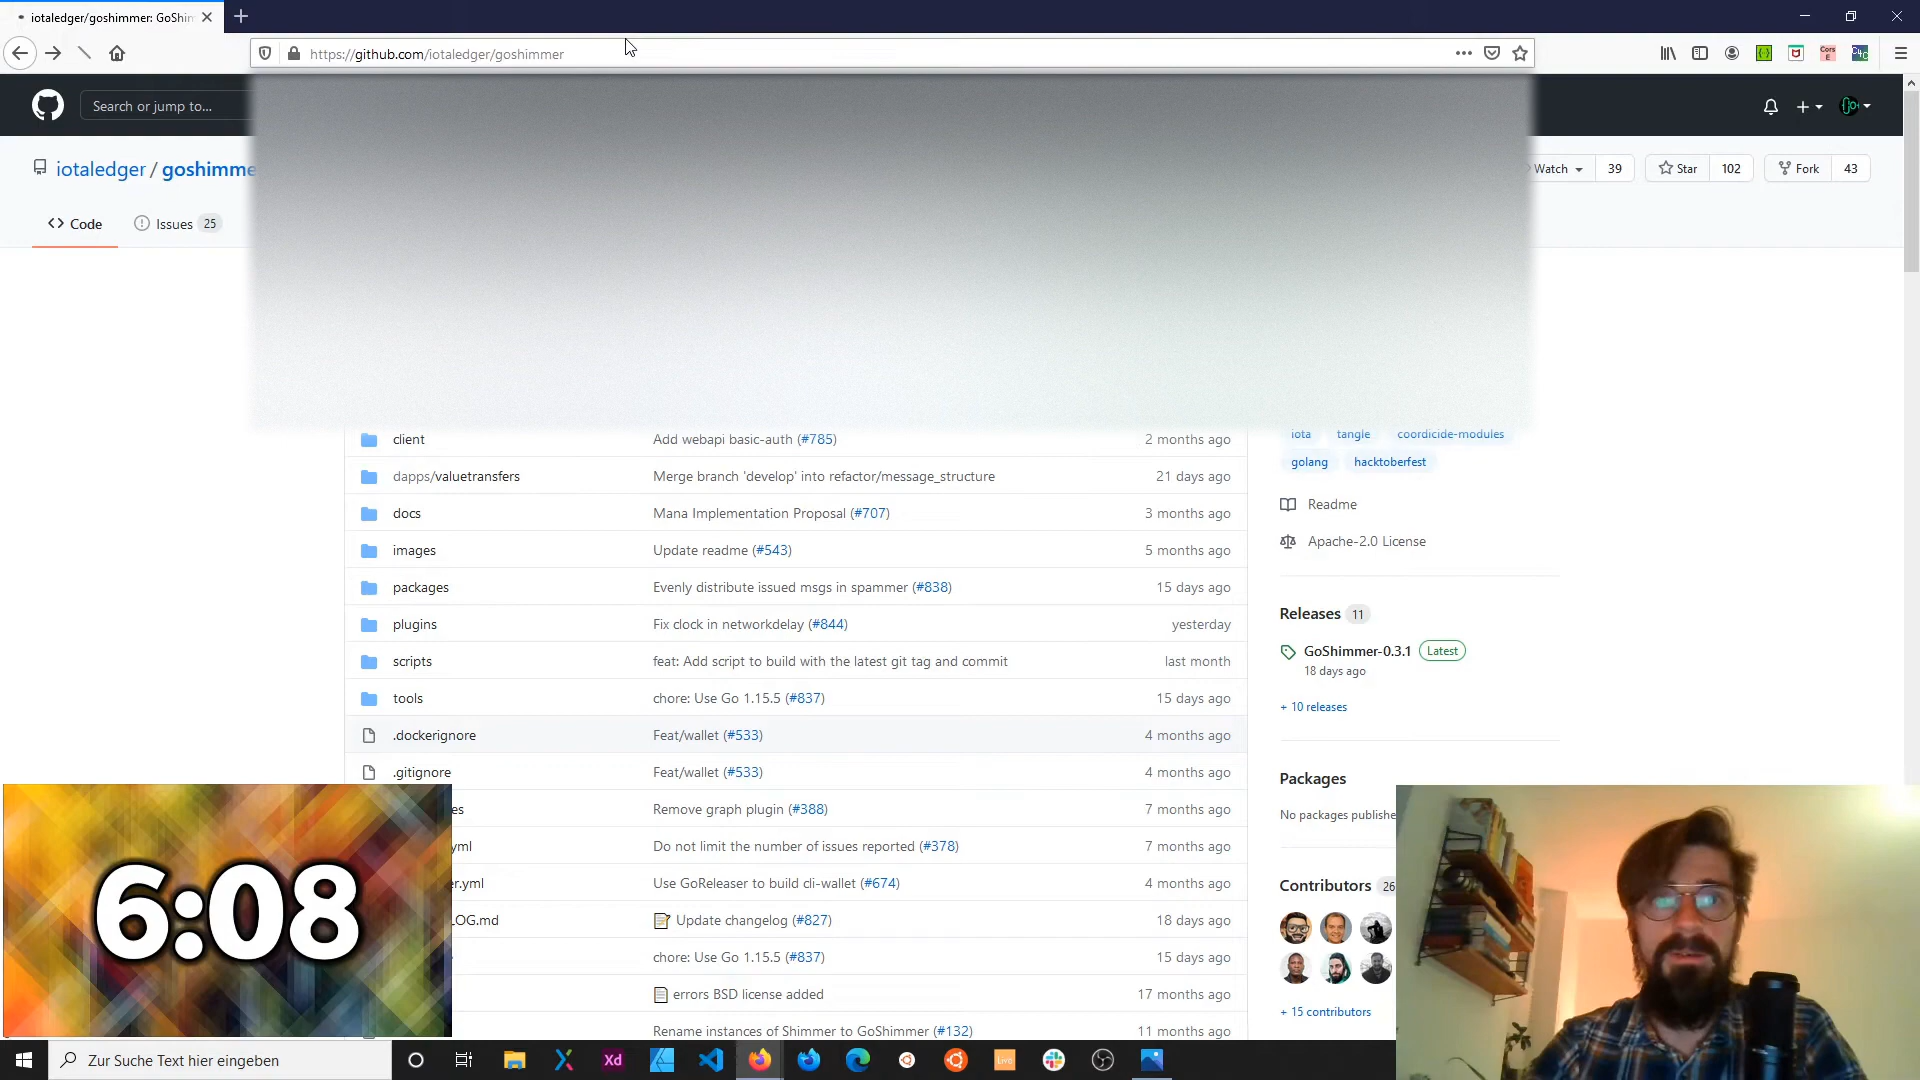 iotaledger/goshimmer: GoShim
https://github.com/iotaledger/goshimmer
Search or jump to...
iotaledger / goshimme
Watch 39
Star 102
Fork 43
Code
Issues 25
client Add webapi basic-auth (#785) 2 months ago
dapps/valuetransfers Merge branch 'develop' into refactor/message_structure 21 days ago
docs Mana Implementation Proposal (#707) 3 months ago
images Update readme (#543) 5 months ago
packages Evenly distribute issued msgs in spammer (#838) 15 days ago
plugins Fix clock in networkdelay (#844) yesterday
scripts feat: Add script to build with the latest git tag and commit last month
tools chore: Use Go 1.15.5 (#837) 15 days ago
.dockerignore Feat/wallet (#533) 4 months ago
.gitignore Feat/wallet (#533) 4 months ago
es Remove graph plugin (#388) 7 months ago
yml Do not limit the number of issues reported (#378) 7 months ago
er.yml Use GoReleaser to build cli-wallet (#674) 4 months ago
LOG.md Update changelog (#827) 18 days ago
chore: Use Go 1.15.5 (#837) 15 days ago
errors BSD license added 17 months ago
Rename instances of Shimmer to GoShimmer (#132) 11 months ago
iota tangle coordicide-modules
golang hacktoberfest
Readme
Apache-2.0 License
Releases 11
GoShimmer-0.3.1 Latest
18 days ago
+ 10 releases
Packages
No packages publishe
Contributors 26
+ 15 contributors
6:08
Zur Suche Text hier eingeben
Xd